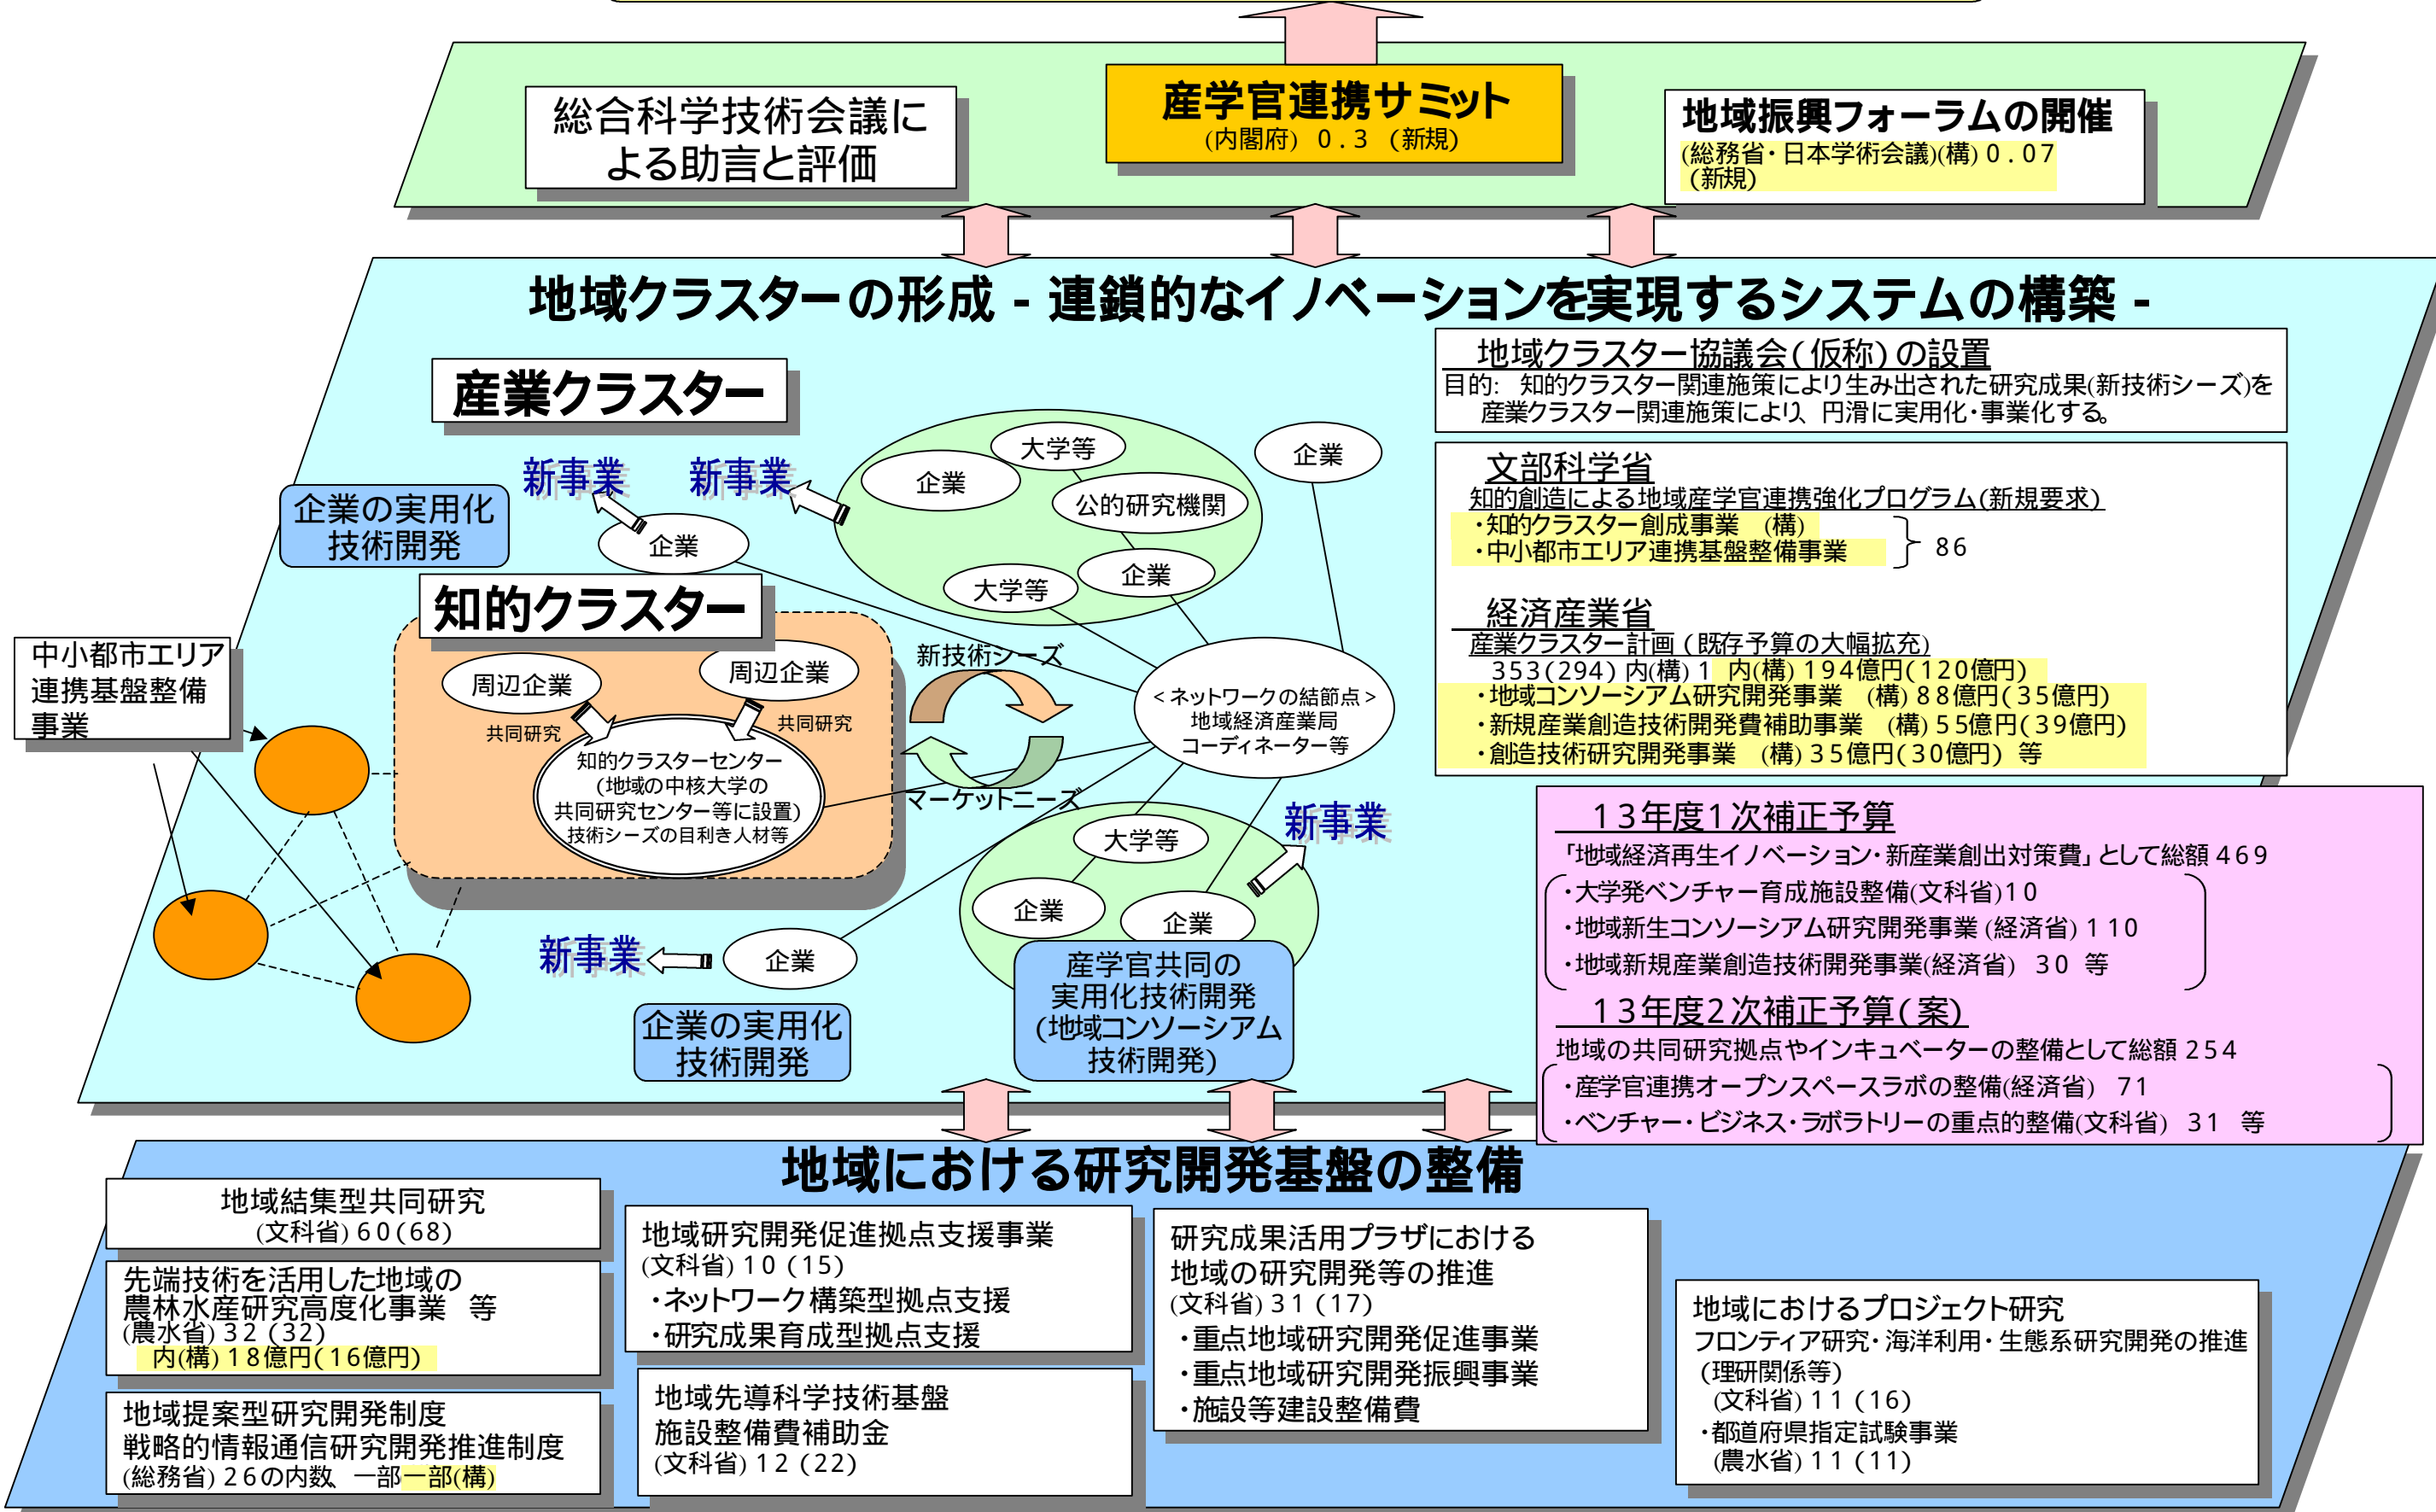 総合科学技術会議に
よる助言と評価
産学官連携サミット
(内閣府) 0.3 (新規)
地域振興フォーラムの開催
(総務省・日本学術会議)(構)0.07
(新規)
地域クラスターの形成 - 連鎖的なイノベーションを実現するシステムの構築 -
産業クラスター
新事業
新事業
企業の実用化
技術開発
企業
大学等
企業
公的研究機関
企業
大学等
企業
地域クラスター協議会(仮称)の設置
目的: 知的クラスター関連施策により生み出された研究成果(新技術シーズ)を
産業クラスター関連施策により、円滑に実用化・事業化する。
文部科学省
知的創造による地域産学官連携強化プログラム(新規要求)
・知的クラスター創成事業 (構)
・中小都市エリア連携基盤整備事業
86
経済産業省
産業クラスター計画(既存予算の大幅拡充)
353(294)内(構)1 内(構)194億円(120億円)
・地域コンソーシアム研究開発事業 (構)88億円(35億円)
・新規産業創造技術開発費補助事業 (構)55億円(39億円)
・創造技術研究開発事業 (構)35億円(30億円) 等
知的クラスター
中小都市エリア
連携基盤整備
事業
周辺企業
周辺企業
共同研究
共同研究
知的クラスターセンター
(地域の中核大学の
共同研究センター等に設置)
技術シーズの目利き人材等
新技術シーズ
マーケットニーズ
<ネットワークの結節点>
地域経済産業局
コーディネーター等
大学等
企業
企業
新事業
新事業
企業
企業の実用化
技術開発
産学官共同の
実用化技術開発
(地域コンソーシアム
技術開発)
13年度1次補正予算
「地域経済再生イノベーション・新産業創出対策費」として総額469
・大学発ベンチャー育成施設整備(文科省)10
・地域新生コンソーシアム研究開発事業(経済省)110
・地域新規産業創造技術開発事業(経済省) 30 等
13年度2次補正予算(案)
地域の共同研究拠点やインキュベーターの整備として総額254
・産学官連携オープンスペースラボの整備(経済省) 71
・ベンチャー・ビジネス・ラボラトリーの重点的整備(文科省) 31 等
地域における研究開発基盤の整備
地域結集型共同研究
(文科省)60(68)
先端技術を活用した地域の
農林水産研究高度化事業 等
(農水省)32(32)
内(構)18億円(16億円)
地域提案型研究開発制度
戦略的情報通信研究開発推進制度
(総務省)26の内数、一部一部(構)
地域研究開発促進拠点支援事業
(文科省)10(15)
・ネットワーク構築型拠点支援
・研究成果育成型拠点支援
地域先導科学技術基盤
施設整備費補助金
(文科省)12(22)
研究成果活用プラザにおける
地域の研究開発等の推進
(文科省)31(17)
・重点地域研究開発促進事業
・重点地域研究開発振興事業
・施設等建設整備費
地域におけるプロジェクト研究
フロンティア研究・海洋利用・生態系研究開発の推進
(理研関係等)
(文科省)11(16)
・都道府県指定試験事業
(農水省)11(11)